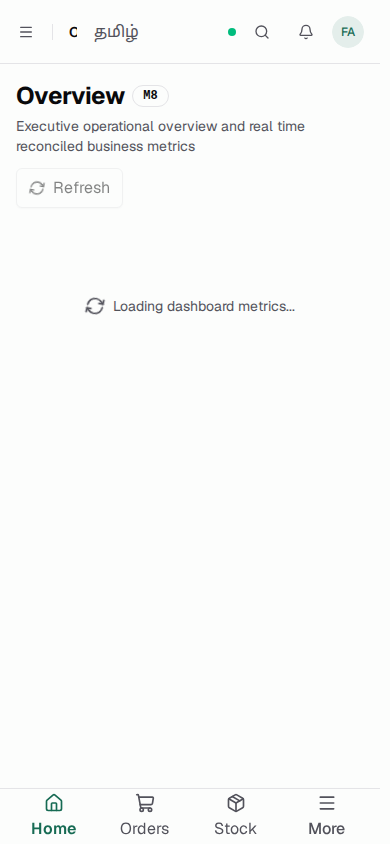 தமிழ்
FA
Overview M8
Executive operational overview and real time
reconciled business metrics
Refresh
Loading dashboard metrics...
Home Orders Stock More